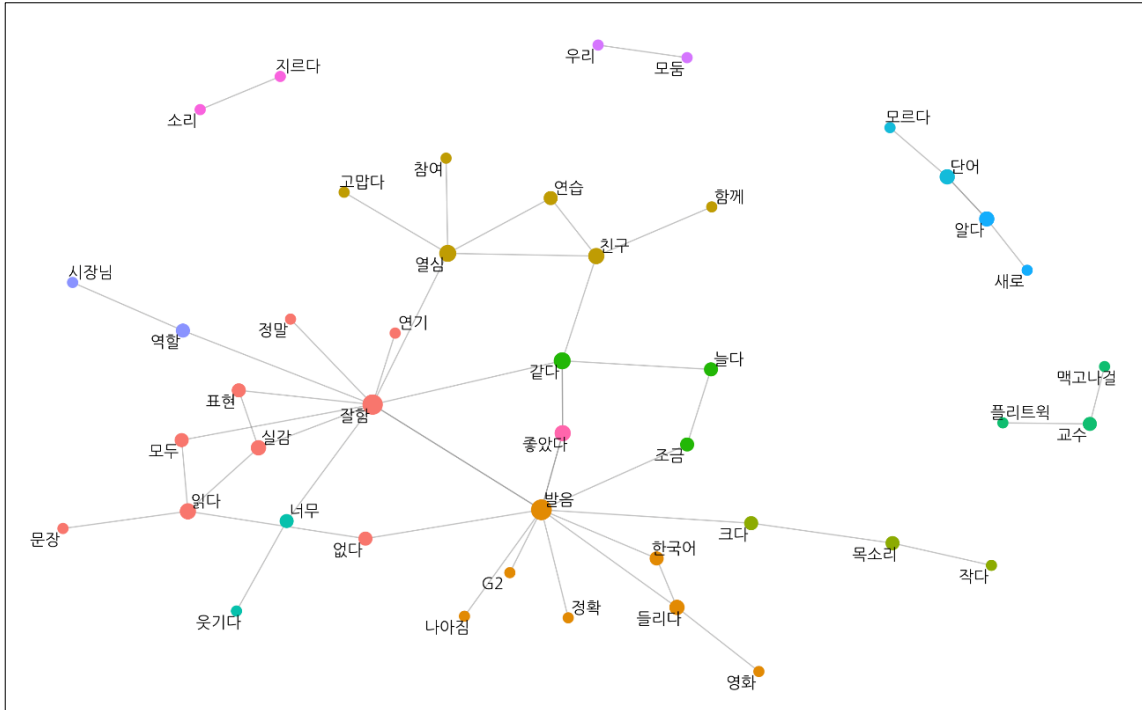 우리
모둠
지르다
소리
모르다
참여
단어
고맙다
연습
함께
알다
친구
열심
시장님
새로
정말
연기
역할
늘다
같다
맥고나걸
표현
잘함
플리트윅
모두
실감
좋았다
조금
교수
읽다
발음
너무
문장
없다
크다
한국어
목소리
작다
G2
정확
들리다
웃기다
나아짐
영화